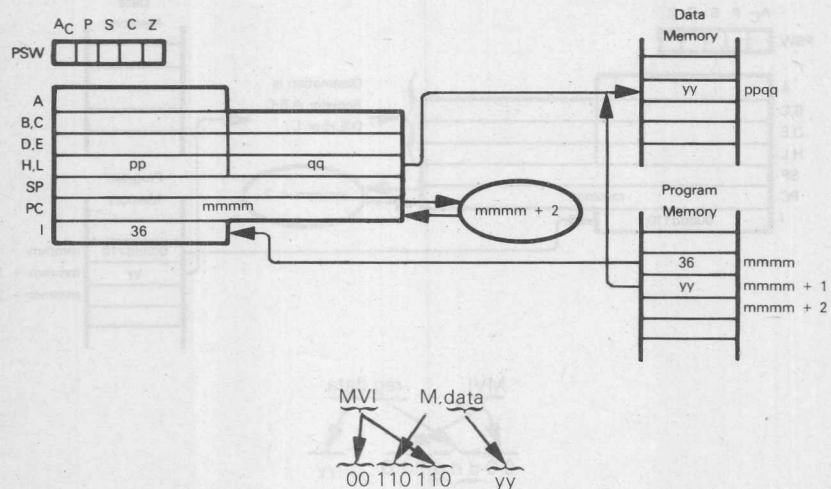 AC P S C Z
PSW
A
B,C
D,E
H,L pp qq
SP
PC mmmm
I 36
mmmm + 2
Data
Memory
yy ppqq
Program
Memory
36 mmmm
yy mmmm + 1
mmmm + 2
MVI M.data
00 110 110 yy